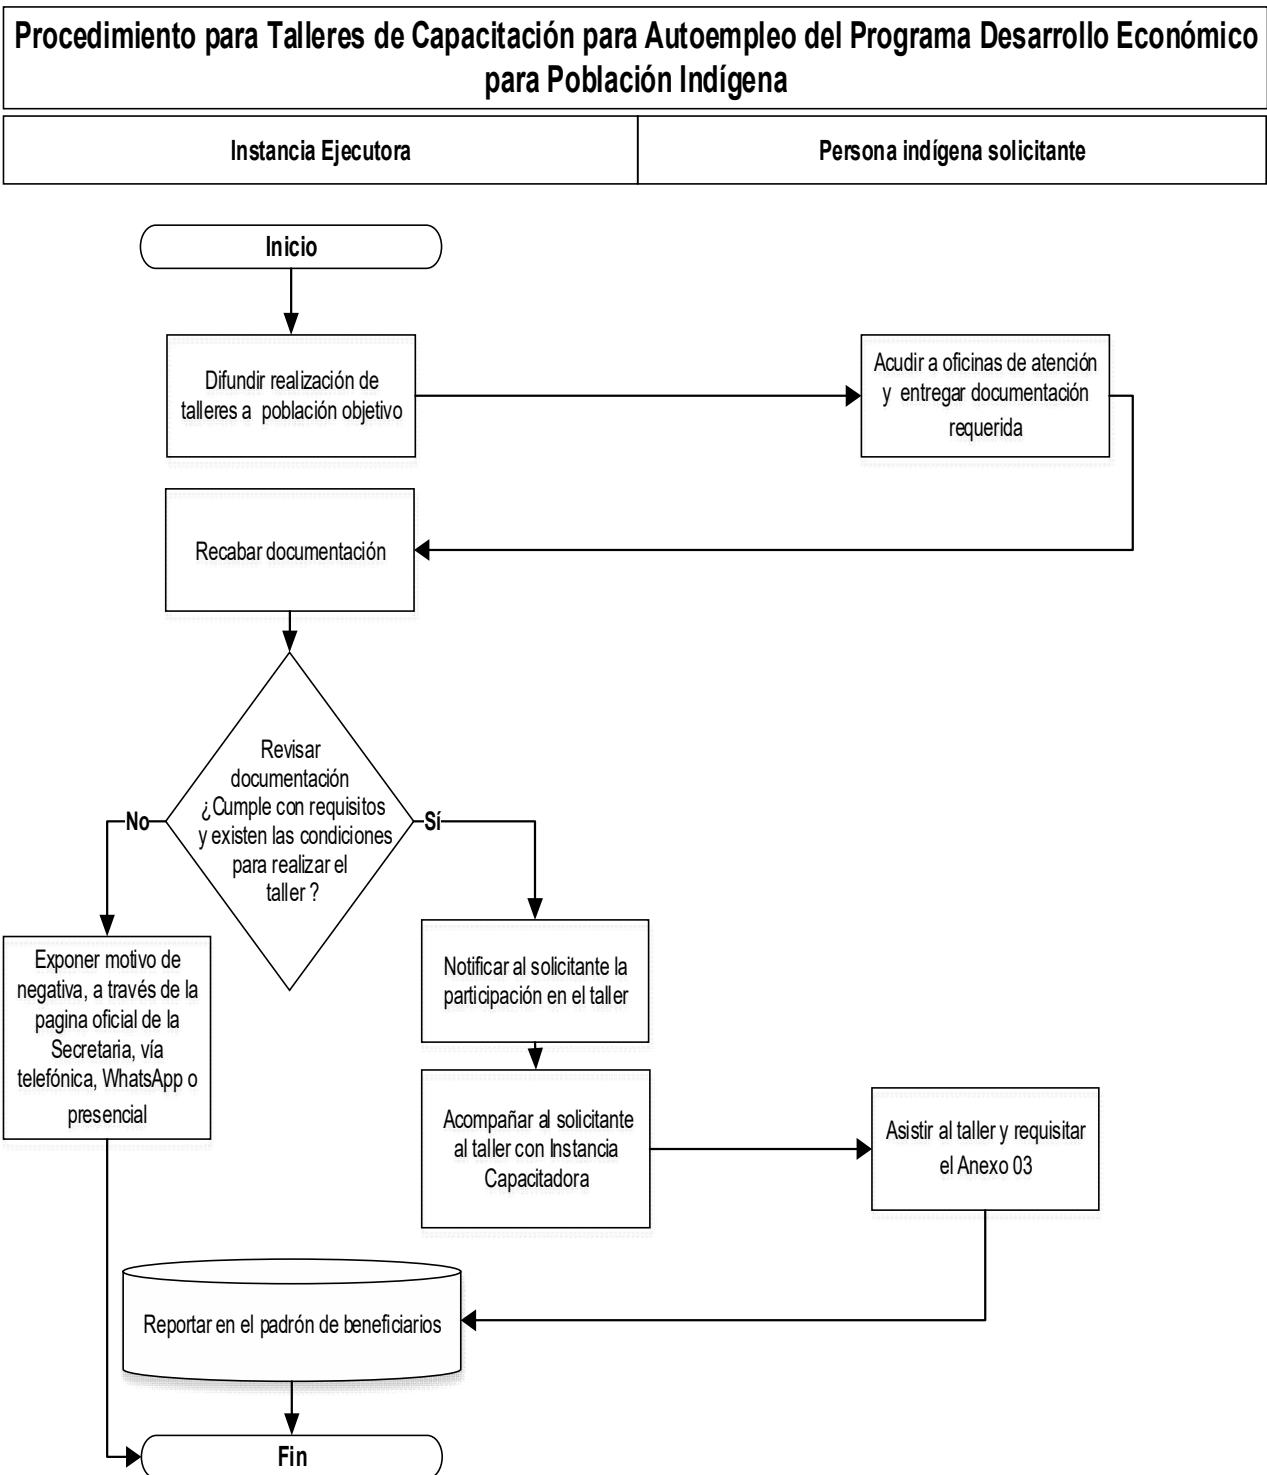 Procedimiento para Talleres de Capacitación para Autoempleo del Programa Desarrollo Económico
para Población Indígena
Instancia Ejecutora
Persona indígena solicitante
Inicio
Difundir realización de
talleres a población objetivo
Acudir a oficinas de atención
y entregar documentación
requerida
Recabar documentación
Revisar
documentación
¿Cumple con requisitos
y existen las condiciones
para realizar el
taller ?
No
Sí
Exponer motivo de
negativa, a través de la
pagina oficial de la
Secretaria, vía
telefónica, WhatsApp o
presencial
Notificar al solicitante la
participación en el taller
Acompañar al solicitante
al taller con Instancia
Capacitadora
Asistir al taller y requisitar
el Anexo 03
Reportar en el padrón de beneficiarios
Fin